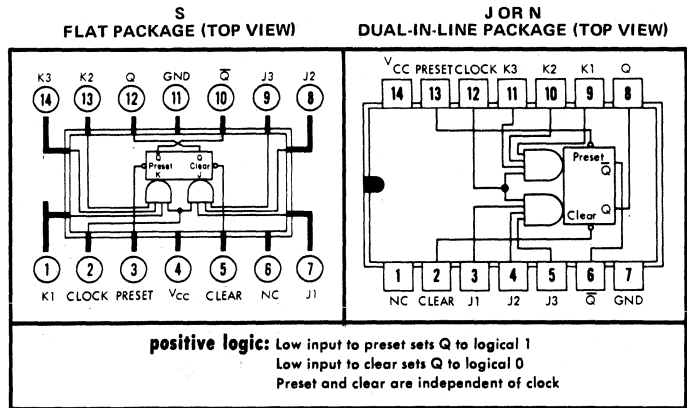 S
FLAT PACKAGE (TOP VIEW)
K3 K2 Q GND Q̅ J3 J2
14 13 12 11 10 9 8
Q̅ Q
Preset Clear
K J
1 2 3 4 5 6 7
K1 CLOCK PRESET VCC CLEAR NC J1
J OR N
DUAL-IN-LINE PACKAGE (TOP VIEW)
VCC PRESET CLOCK K3 K2 K1 Q
14 13 12 11 10 9 8
Preset
Q̅
Q
Clear
1 2 3 4 5 6 7
NC CLEAR J1 J2 J3 Q̅ GND
positive logic: Low input to preset sets Q to logical 1
Low input to clear sets Q to logical 0
Preset and clear are independent of clock